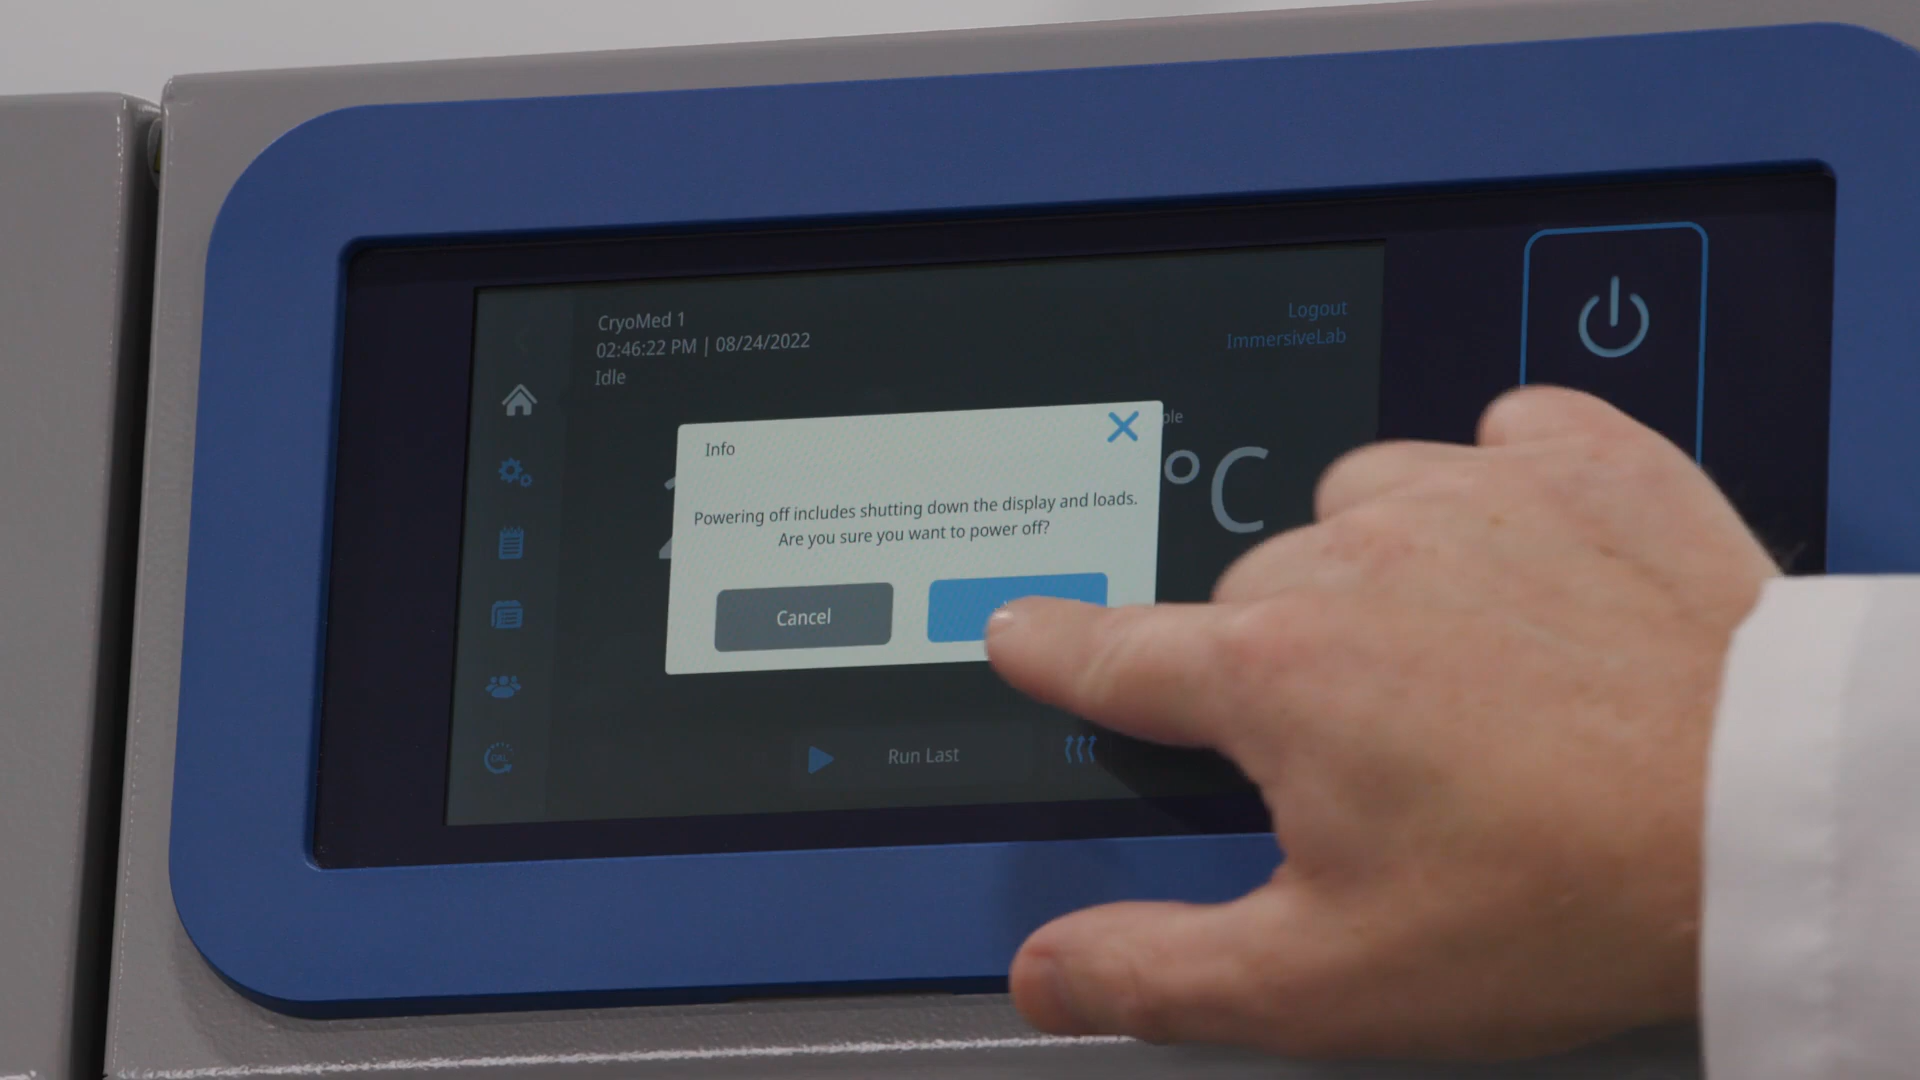 CryoMed 1
02:46:22 PM | 08/24/2022
Idle
Logout
ImmersiveLab
Info
Powering off includes shutting down the display and loads.
Are you sure you want to power off?
Cancel
°C
Run Last
CAL